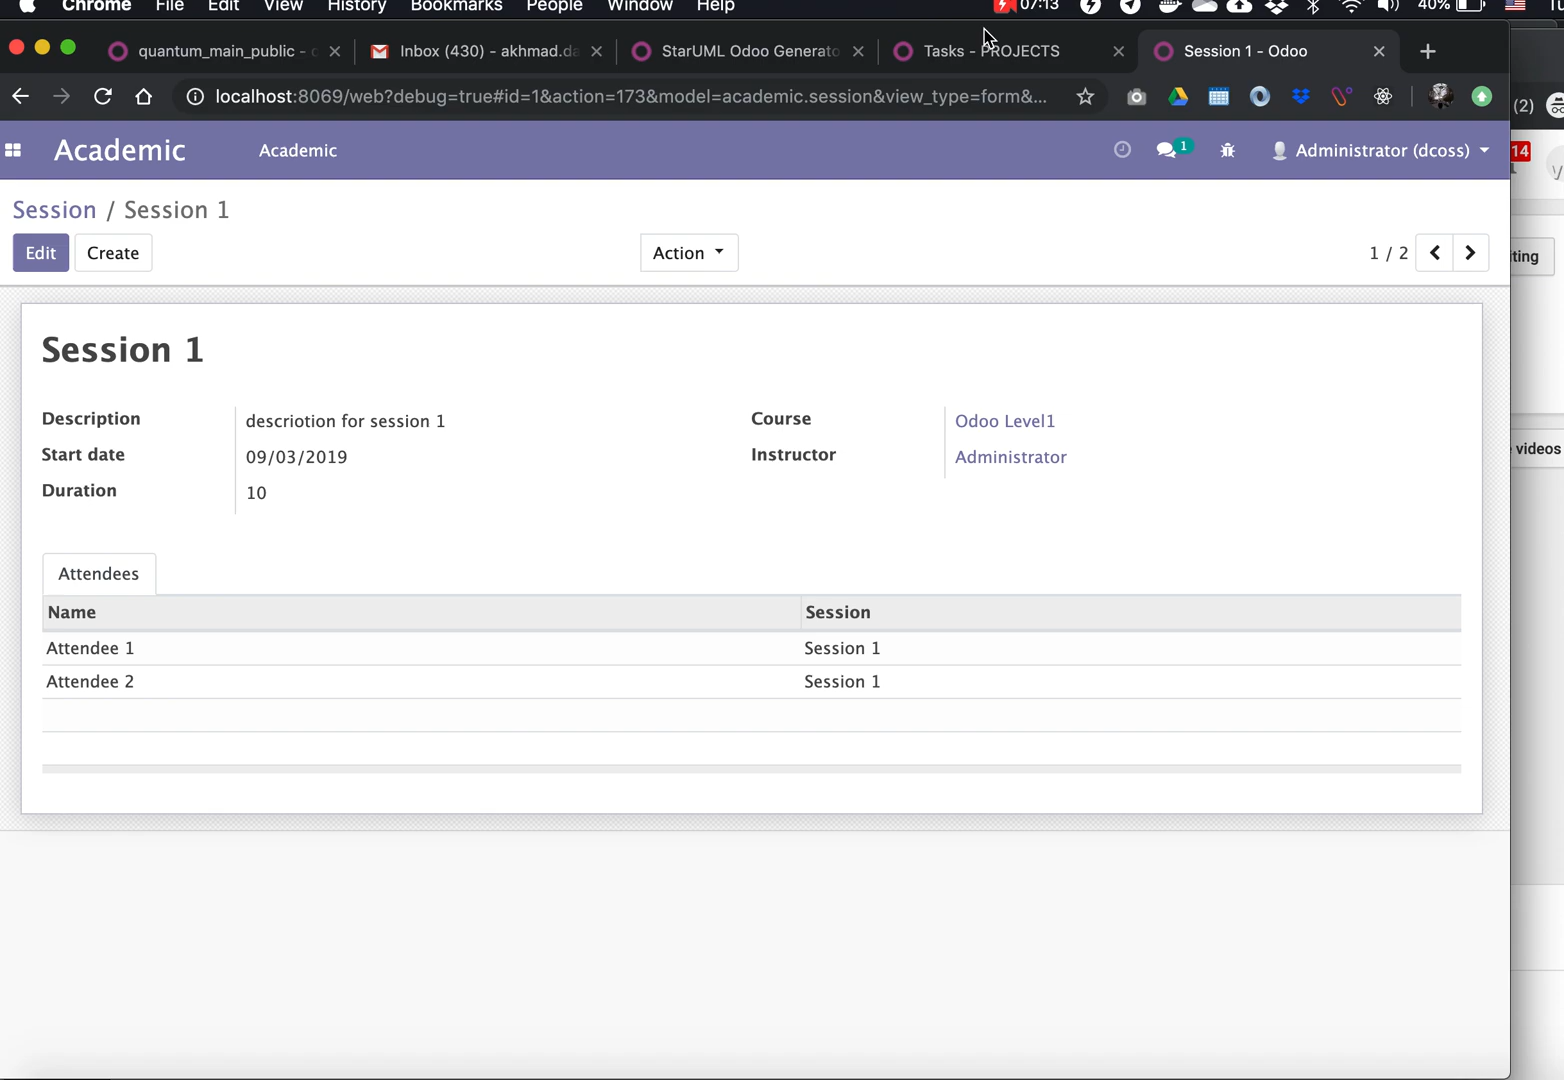 Chrome File Edit View History Bookmarks People Window Help 07:13 40%
quantum_main_public - Inbox (430) - akhmad.da StarUML Odoo Generato Tasks - PROJECTS Session 1 - Odoo
localhost:8069/web?debug=true#id=1&action=173&model=academic.session&view_type=form&... (2)
Academic Academic 1 Administrator (dcoss) 14
Session / Session 1
Edit Create Action 1 / 2 iting
Session 1
Description descriotion for session 1 Course Odoo Level1
videos
Start date 09/03/2019 Instructor Administrator
Duration 10
Attendees
Name Session
Attendee 1 Session 1
Attendee 2 Session 1